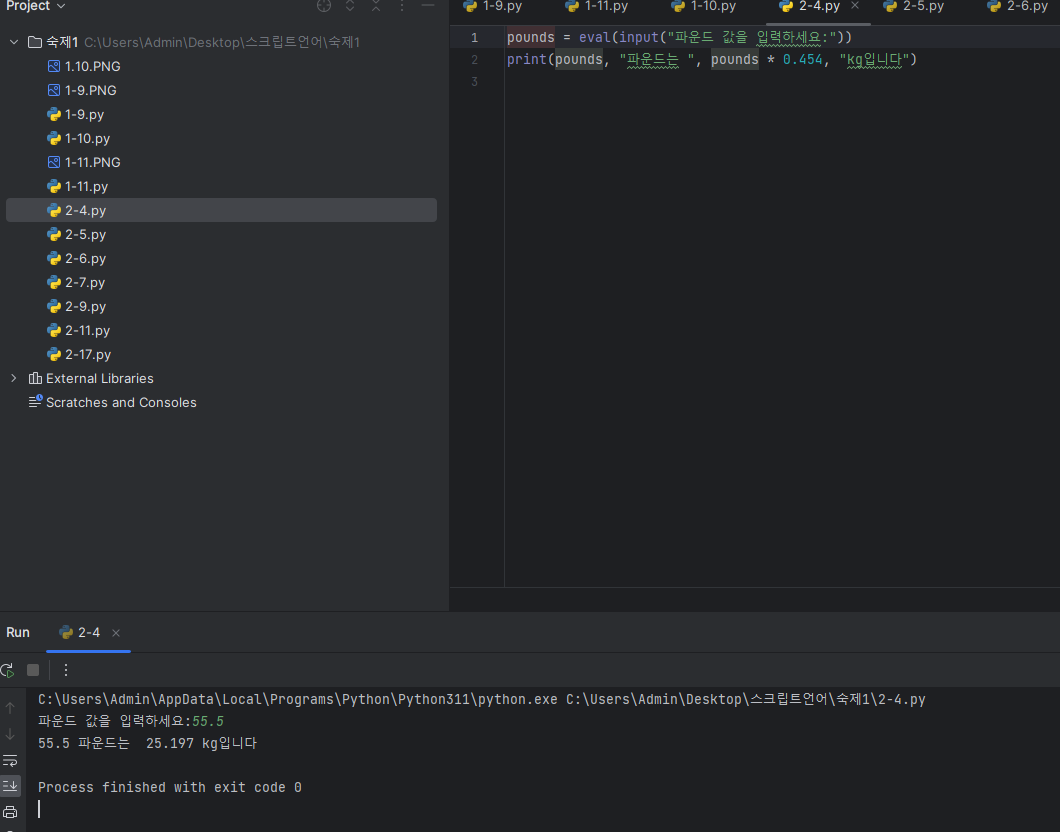 Project
1-9.py 1-11.py 1-10.py 2-4.py 2-5.py 2-6.py
숙제1 C:\Users\Admin\Desktop\스크립트언어\숙제1
1.10.PNG
1-9.PNG
1-9.py
1-10.py
1-11.PNG
1-11.py
2-4.py
2-5.py
2-6.py
2-7.py
2-9.py
2-11.py
2-17.py
External Libraries
Scratches and Consoles
1 pounds = eval(input("파운드 값을 입력하세요:"))
2 print(pounds, "파운드는 ", pounds * 0.454, "kg입니다")
3
Run 2-4
C:\Users\Admin\AppData\Local\Programs\Python\Python311\python.exe C:\Users\Admin\Desktop\스크립트언어\숙제1\2-4.py
파운드 값을 입력하세요:55.5
55.5 파운드는  25.197 kg입니다
Process finished with exit code 0